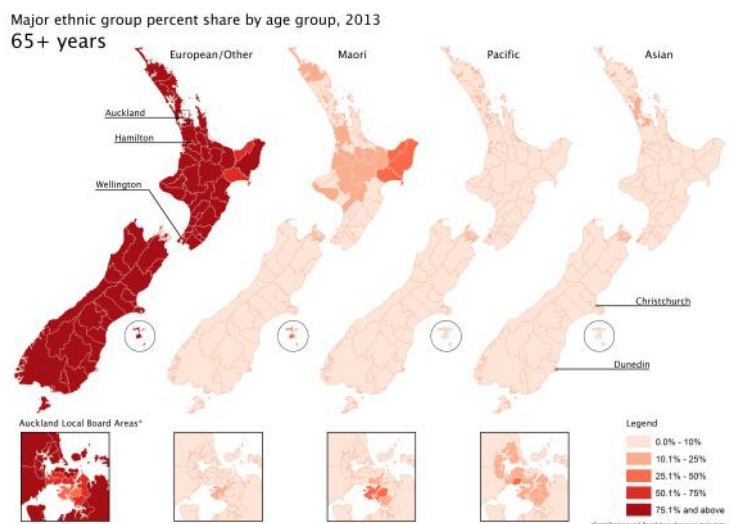 Major ethnic group percent share by age group, 2013
65+ years
European/Other
Maori
Pacific
Asian
Auckland
Hamilton
Wellington
Christchurch
Dunedin
Auckland Local Board Areas*
Legend
0.0% - 10%
10.1% - 25%
25.1% - 50%
50.1% - 75%
75.1% and above